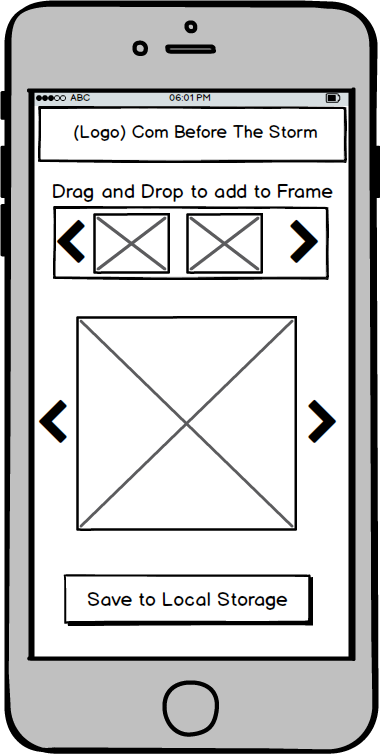 ABC 06:01 PM
(Logo) Com Before The Storm
Drag and Drop to add to Frame
Save to Local Storage